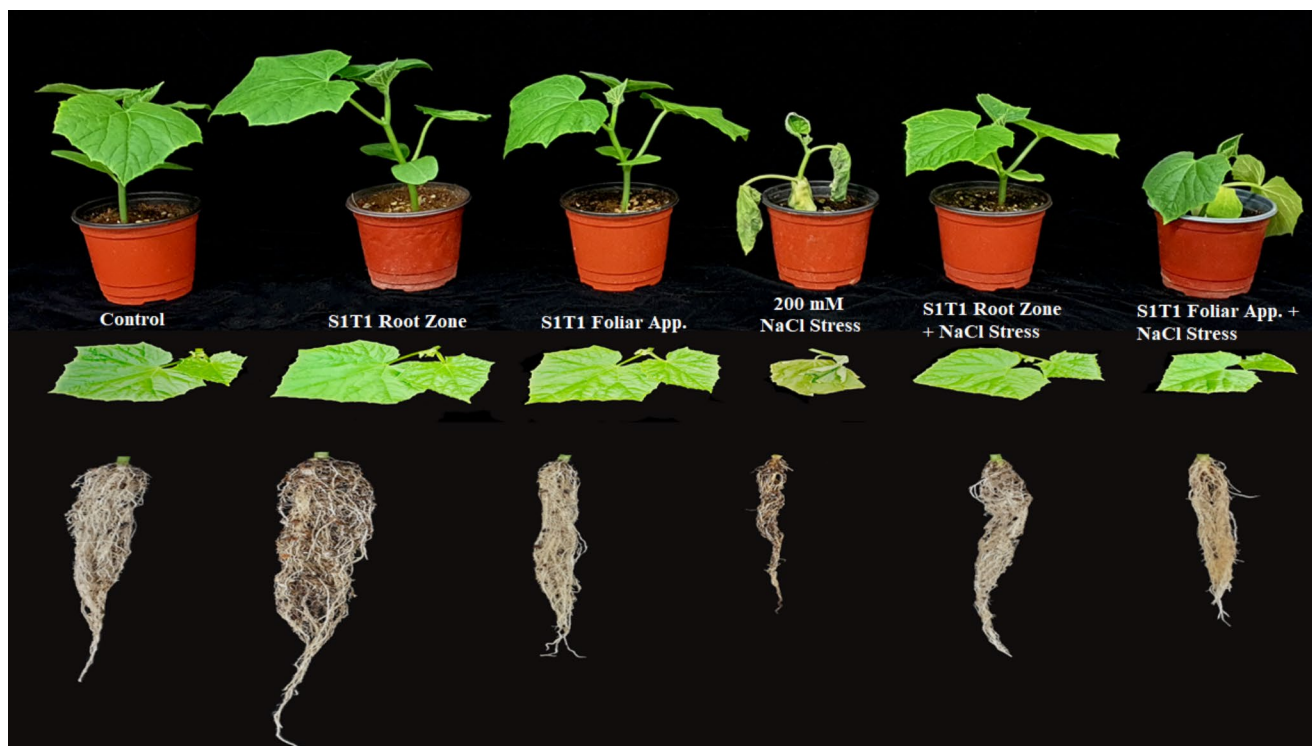 Control
S1T1 Root Zone
S1T1 Foliar App.
200 mM
NaCl Stress
S1T1 Root Zone
+ NaCl Stress
S1T1 Foliar App. +
NaCl Stress